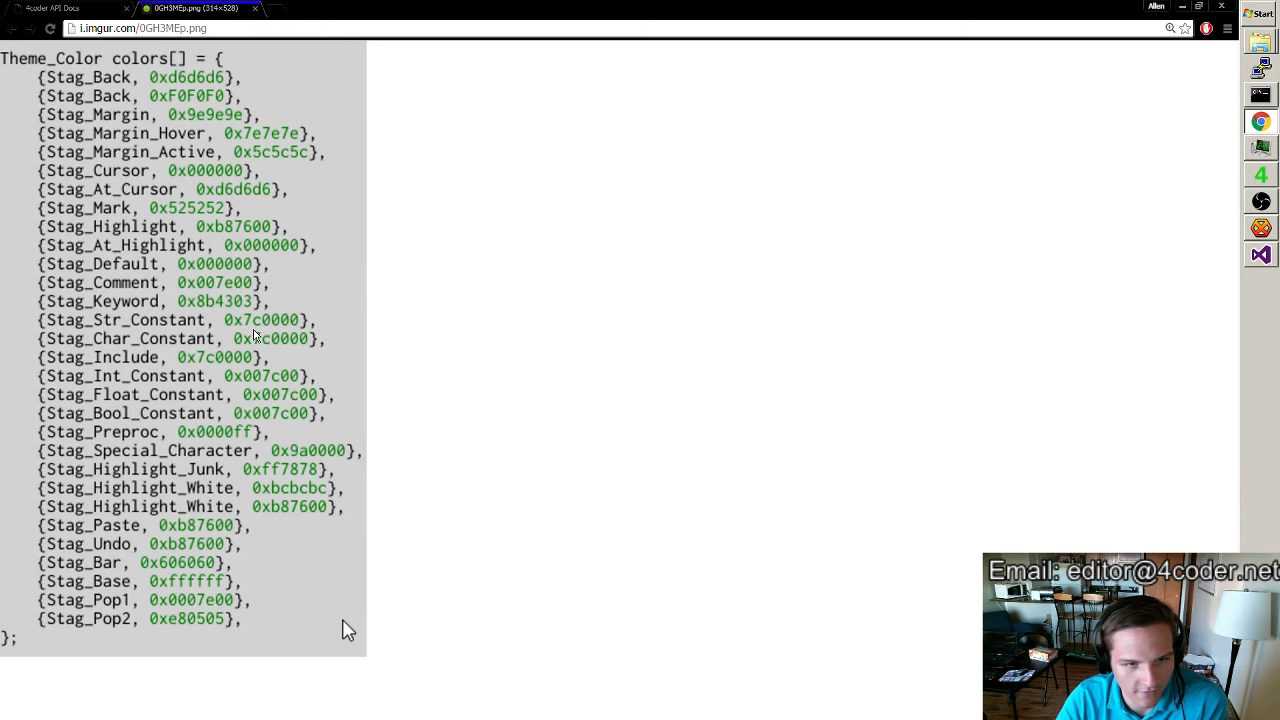 4coder API Docs
0GH3MEp.png (314×528)
Allen
Start
i.imgur.com/0GH3MEp.png
Theme_Color colors[] = {
{Stag_Back, 0xd6d6d6},
{Stag_Back, 0xF0F0F0},
{Stag_Margin, 0x9e9e9e},
{Stag_Margin_Hover, 0x7e7e7e},
{Stag_Margin_Active, 0x5c5c5c},
{Stag_Cursor, 0x000000},
{Stag_At_Cursor, 0xd6d6d6},
{Stag_Mark, 0x525252},
{Stag_Highlight, 0xb87600},
{Stag_At_Highlight, 0x000000},
{Stag_Default, 0x000000},
{Stag_Comment, 0x007e00},
{Stag_Keyword, 0x8b4303},
{Stag_Str_Constant, 0x7c0000},
{Stag_Char_Constant,
{Stag_Include, 0x7c0000},
{Stag_Int_Constant, 0x007c00},
{Stag_Float_Constant, 0x007c00},
{Stag_Bool_Constant, 0x007c00},
{Stag_Preproc, 0x0000ff},
{Stag_Special_Character, 0x9a0000},
{Stag_Highlight_Junk, 0xff7878},
{Stag_Highlight_White, 0xbcbcbc},
{Stag_Highlight_White, 0xb87600},
{Stag_Paste, 0xb87600},
{Stag_Undo, 0xb87600},
{Stag_Bar, 0x606060},
{Stag_Base, 0xffffff},
{Stag_Pop1, 0x0007e00},
{Stag_Pop2, 0xe80505},
};
4
Email: editor@4coder.net